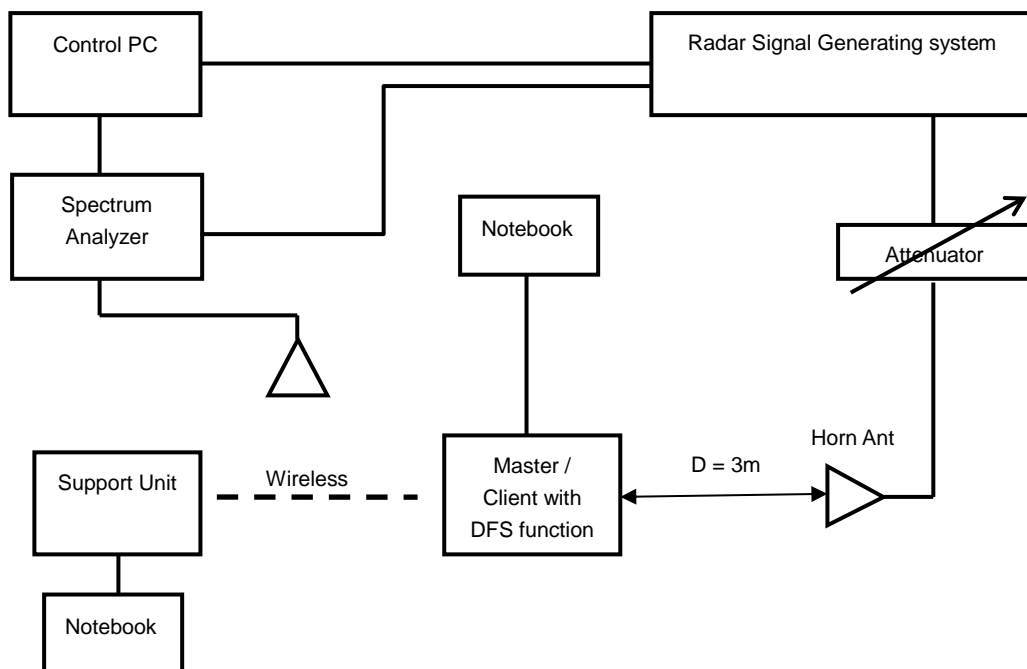 Control PC
Radar Signal Generating system
Spectrum
Analyzer
Notebook
Attenuator
Horn Ant
D = 3m
Support Unit
Wireless
Master /
Client with
DFS function
Notebook